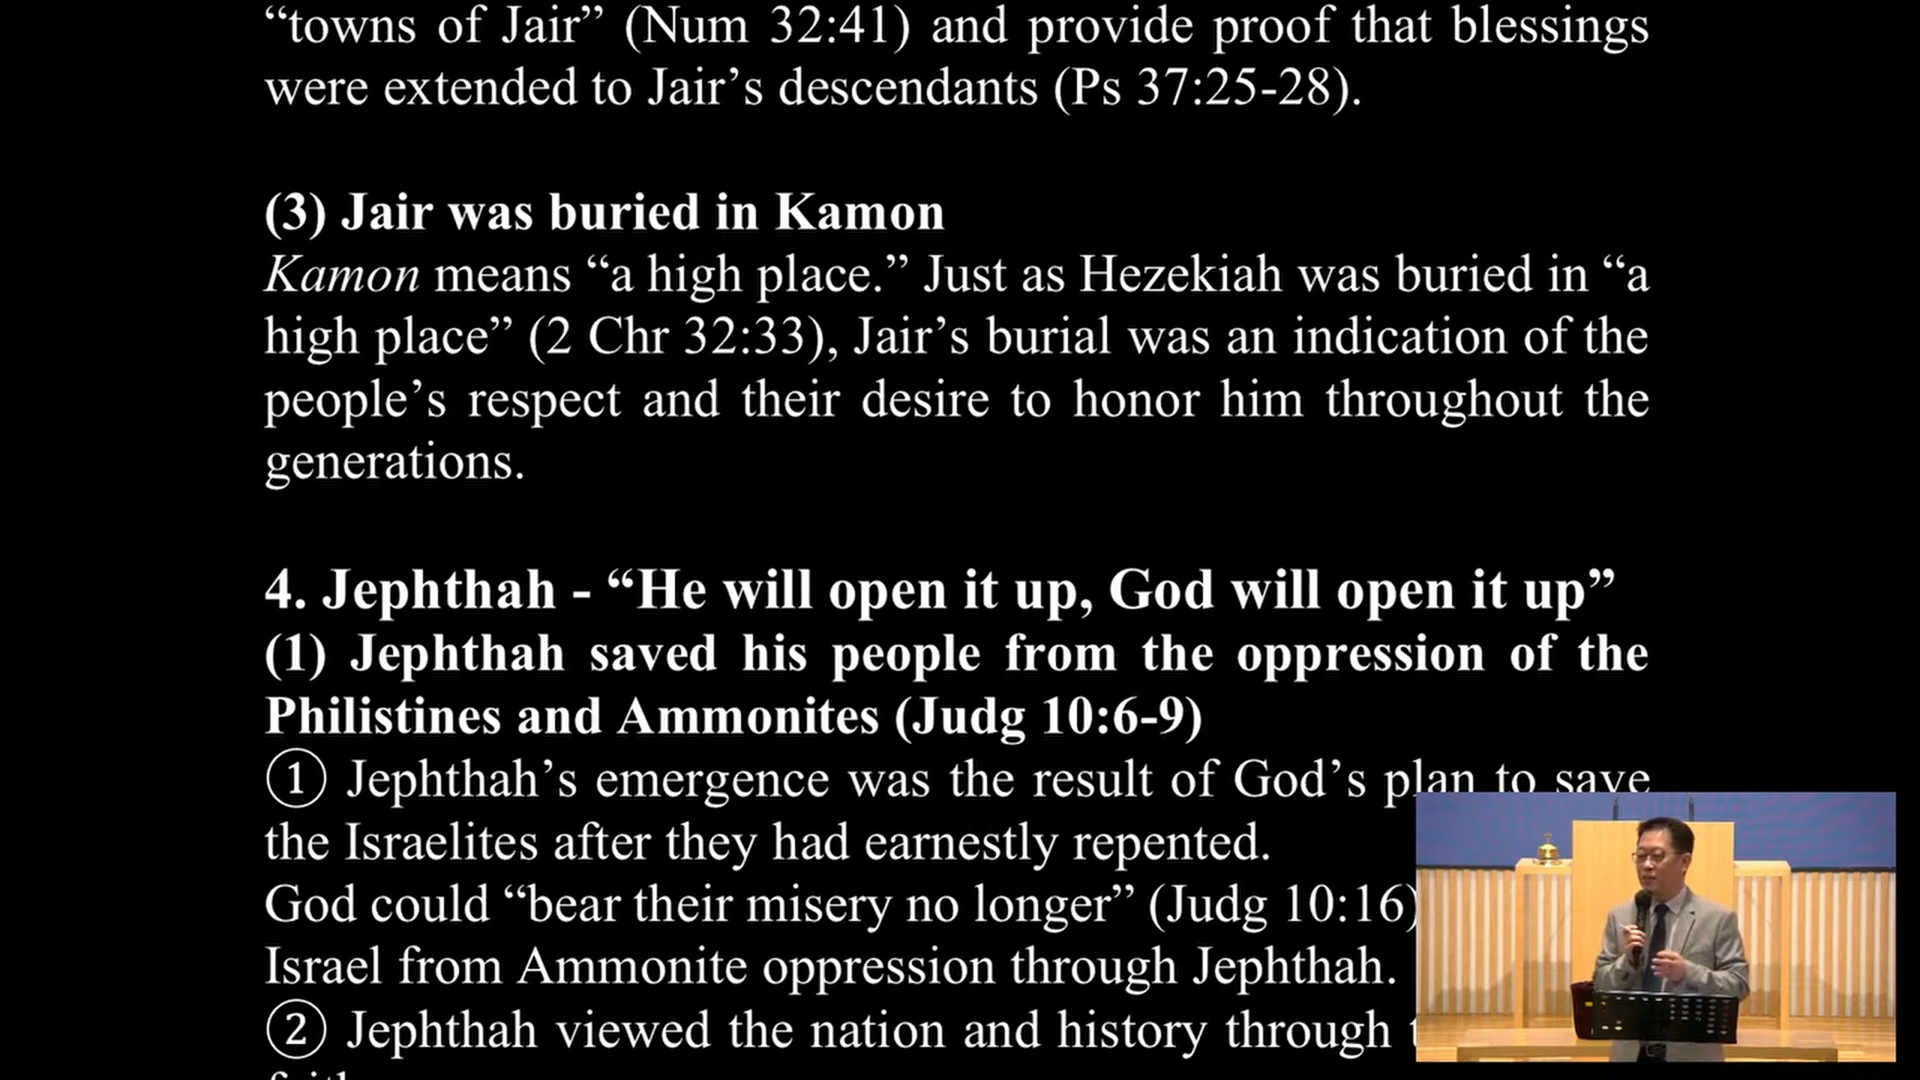 “towns of Jair” (Num 32:41) and provide proof that blessings
were extended to Jair’s descendants (Ps 37:25-28).
(3) Jair was buried in Kamon
Kamon means “a high place.” Just as Hezekiah was buried in “a
high place” (2 Chr 32:33), Jair’s burial was an indication of the
people’s respect and their desire to honor him throughout the
generations.
4. Jephthah - “He will open it up, God will open it up”
(1) Jephthah saved his people from the oppression of the
Philistines and Ammonites (Judg 10:6-9)
① Jephthah’s emergence was the result of God’s plan to save
the Israelites after they had earnestly repented.
God could “bear their misery no longer” (Judg 10:16)
Israel from Ammonite oppression through Jephthah.
② Jephthah viewed the nation and history through